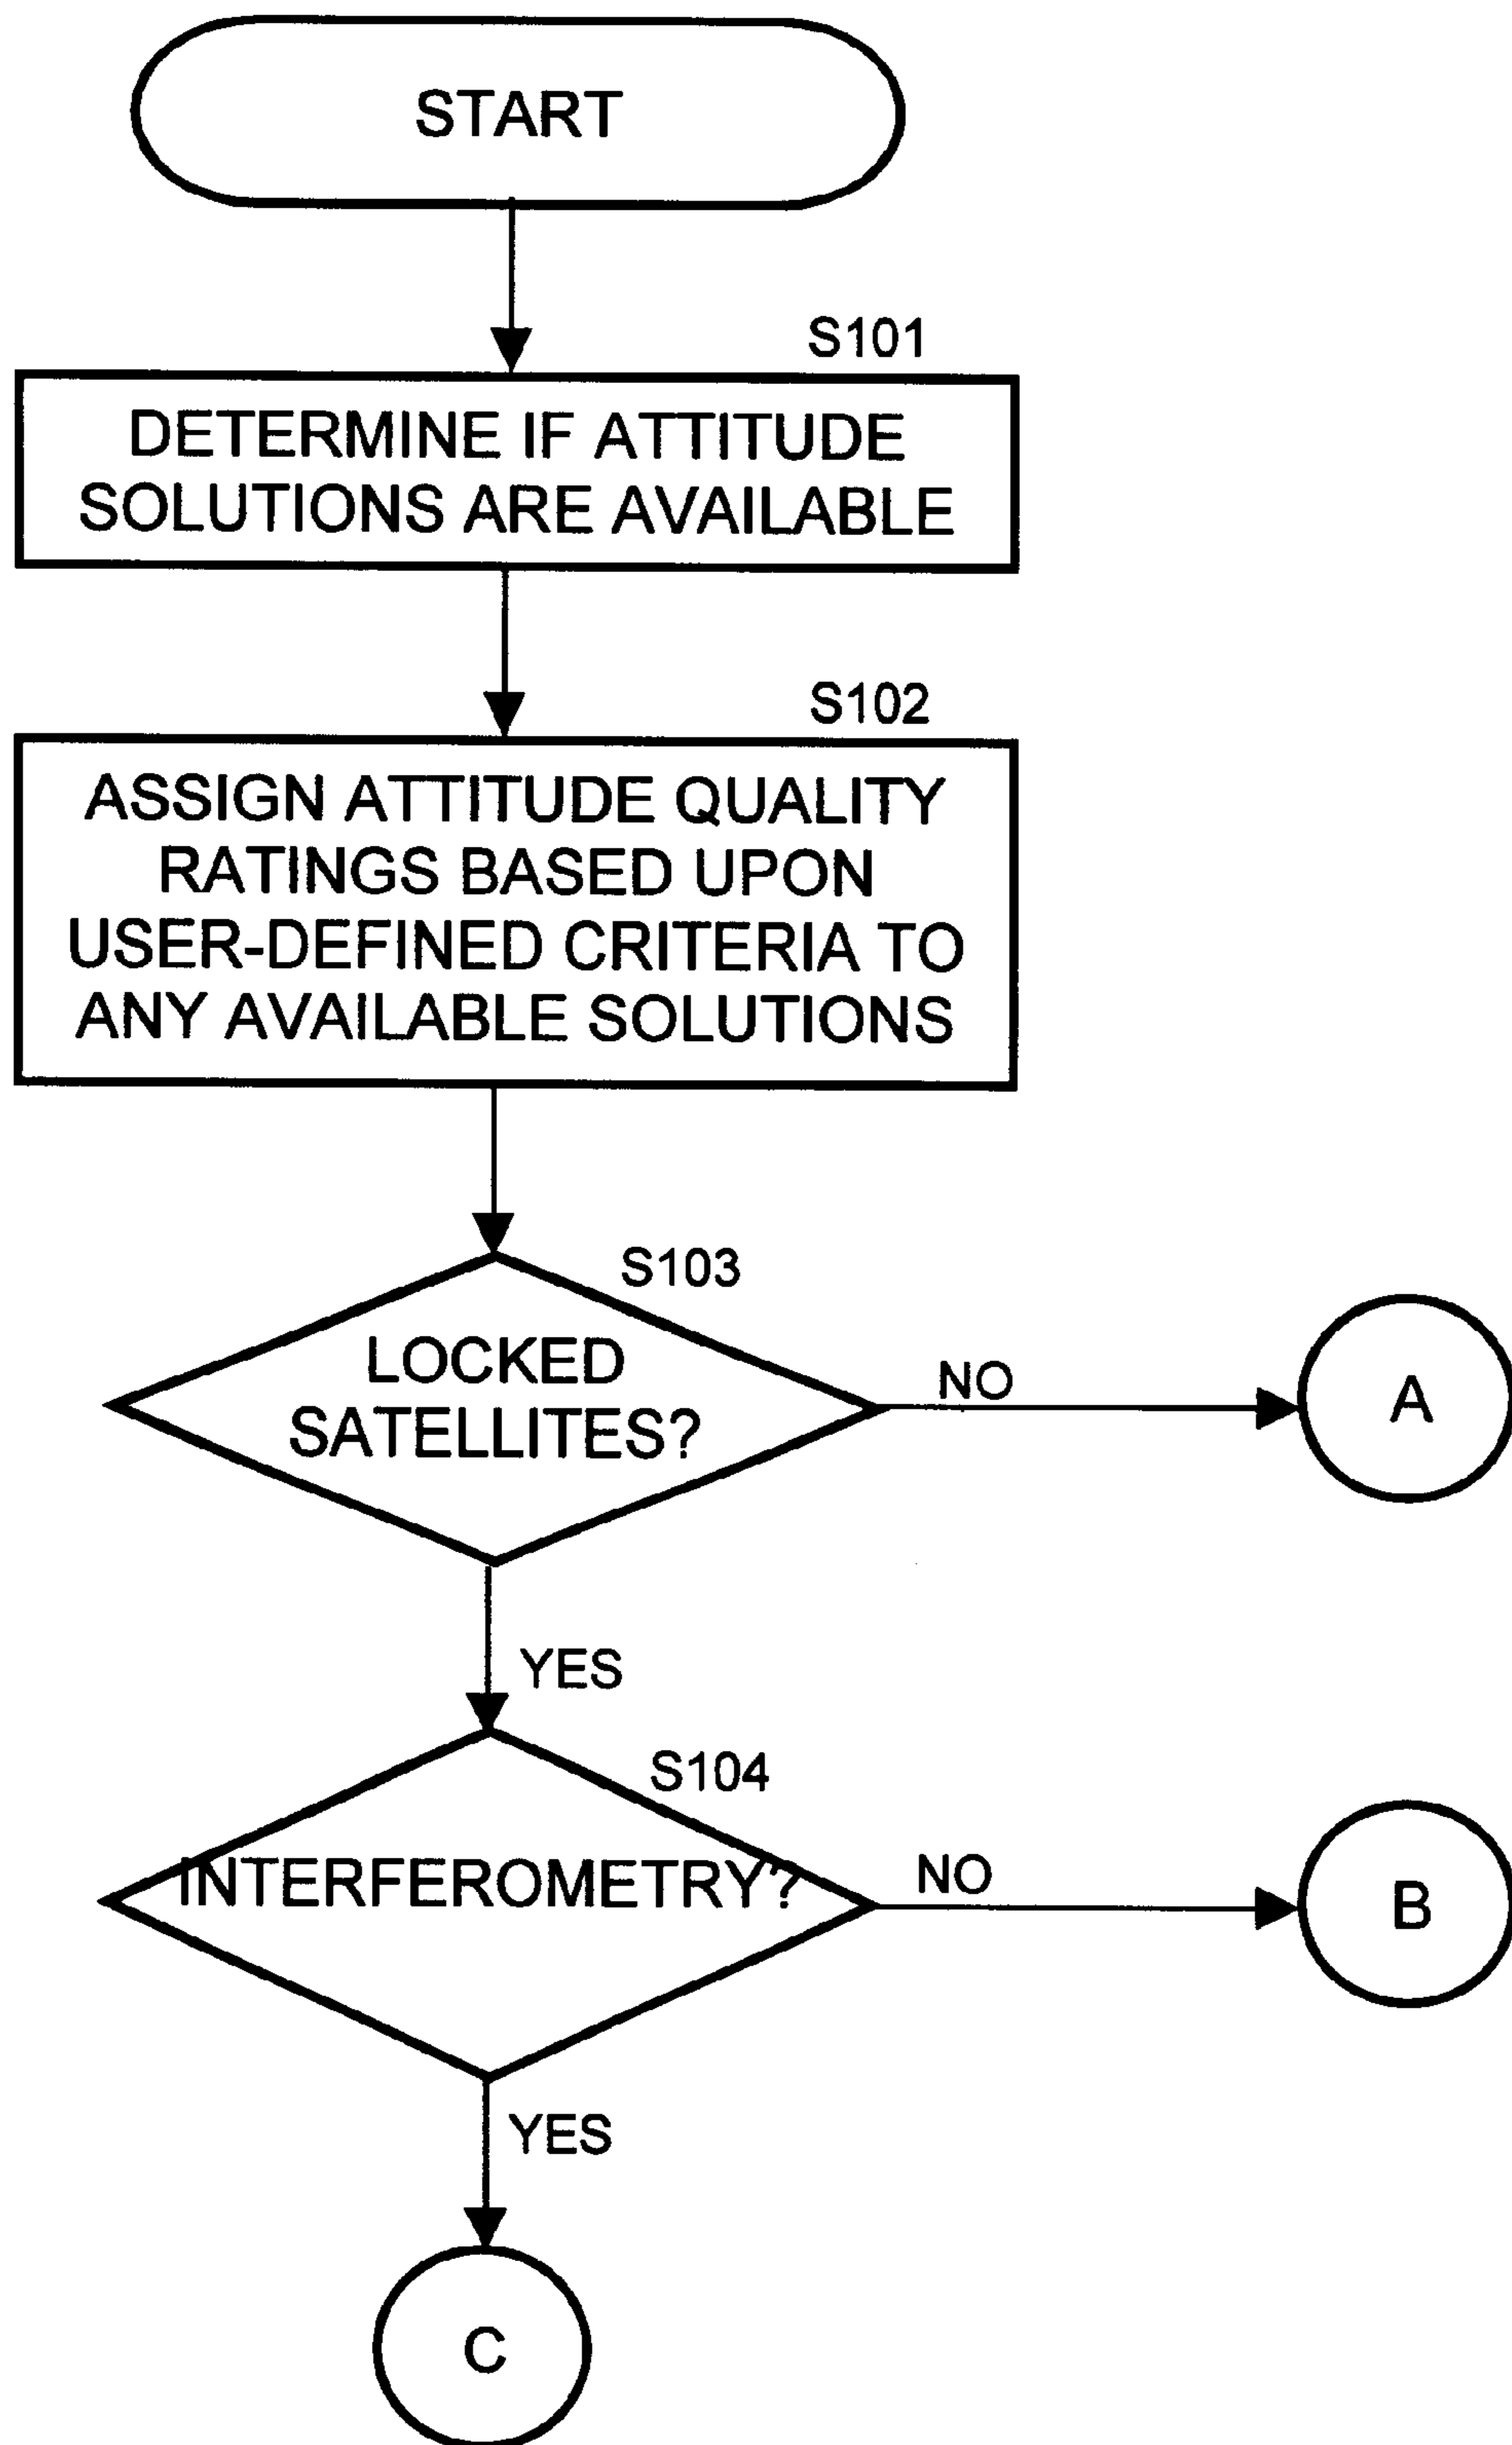 START
S101
DETERMINE IF ATTITUDE
SOLUTIONS ARE AVAILABLE
S102
ASSIGN ATTITUDE QUALITY
RATINGS BASED UPON
USER-DEFINED CRITERIA TO
ANY AVAILABLE SOLUTIONS
S103
LOCKED
SATELLITES?
NO
A
YES
S104
INTERFEROMETRY?
NO
B
YES
C